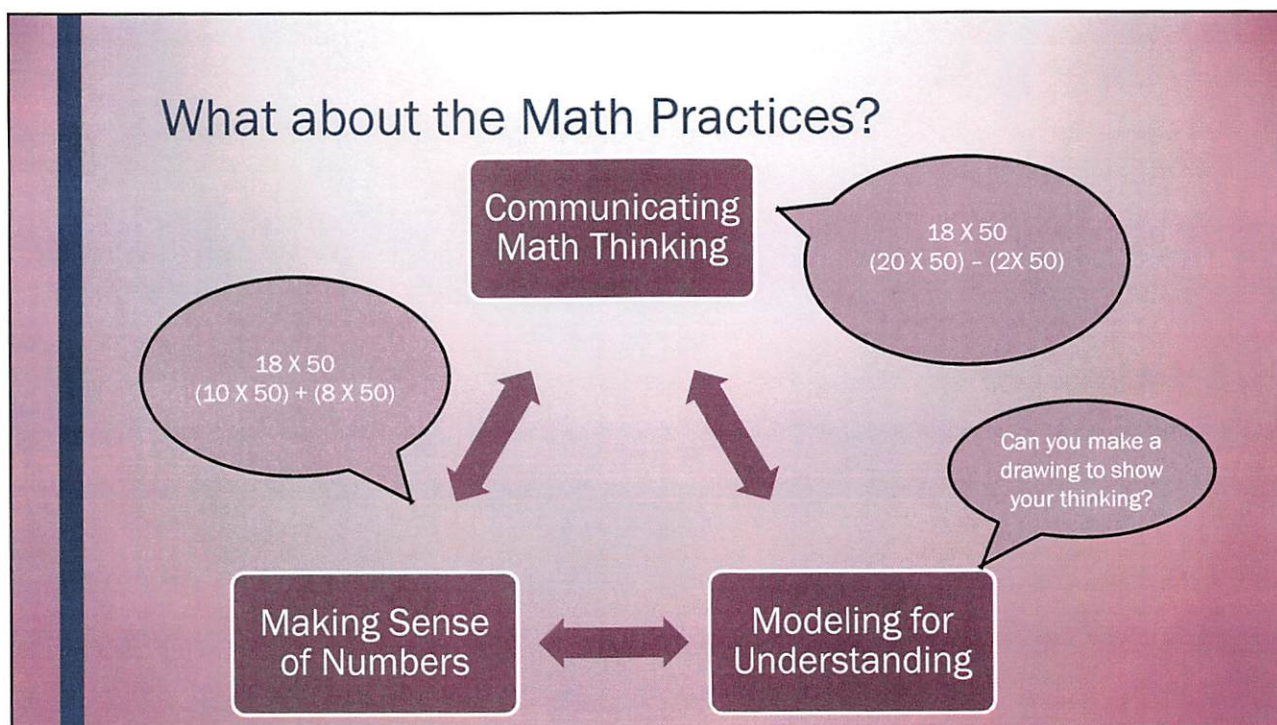 What about the Math Practices?
Communicating
Math Thinking
18 X 50
(20 X 50) – (2X 50)
18 X 50
(10 X 50) + (8 X 50)
Can you make a
drawing to show
your thinking?
Making Sense
of Numbers
Modeling for
Understanding